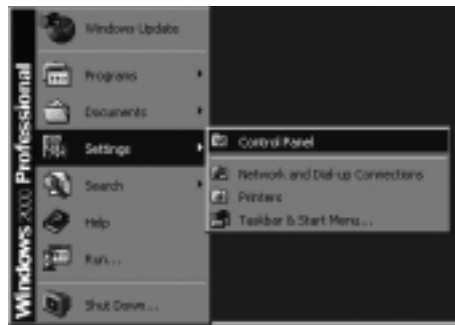 Windows Update
Programs
Documents
Settings
Search
Help
Run...
Shut Down...
Windows 2000 Professional
Control Panel
Network and Dial-up Connections
Printers
Taskbar & Start Menu...